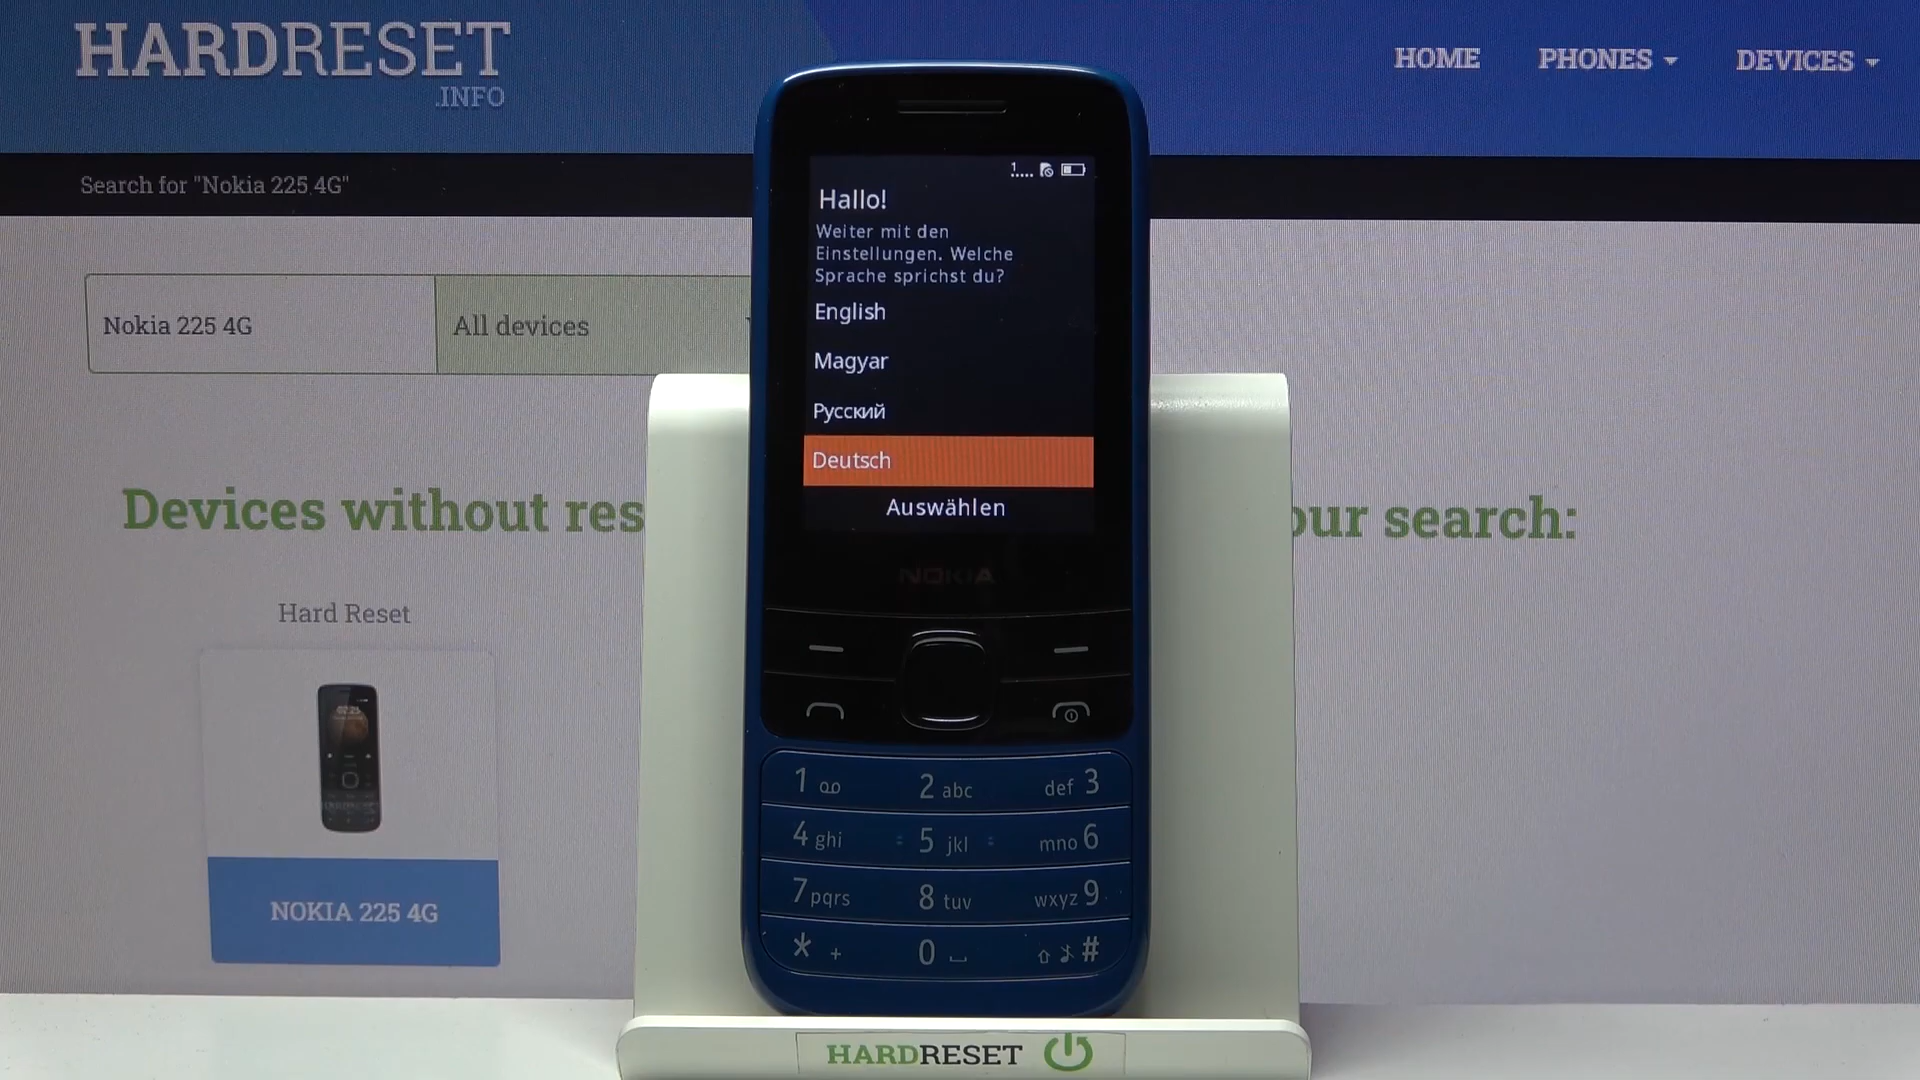 HARDRESET
.INFO
HOME
PHONES
DEVICES
Search for "Nokia 225 4G"
Nokia 225 4G
All devices
Devices without res
our search:
Hard Reset
NOKIA 225 4G
Hallo!
Weiter mit den
Einstellungen. Welche
Sprache sprichst du?
English
Magyar
Русский
Deutsch
Auswählen
NOKIA
1
2 abc
def 3
4 ghi
5 jkl
mno 6
7 pqrs
8 tuv
wxyz 9
* +
0
#
HARDRESET